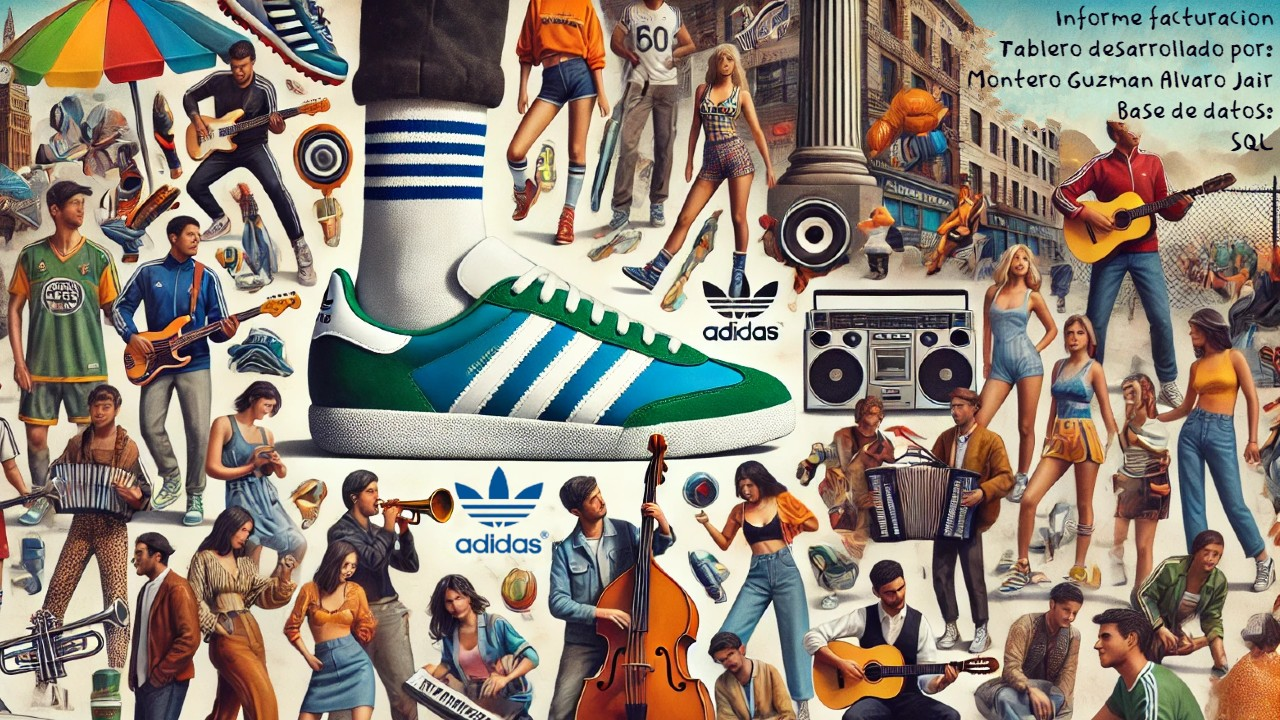 Informe facturacion
Tablero desarrollado por:
Montero Guzman Alvaro Jair
Base de datos:
SQL
60
adidas
adidas®